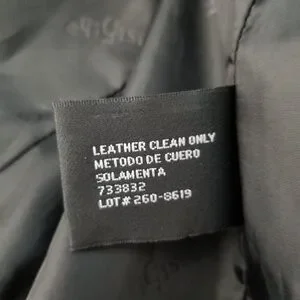 LEATHER CLEAN ONLY
METODO DE CUERO
SOLAMENTA
733832
LOT# 260-8619